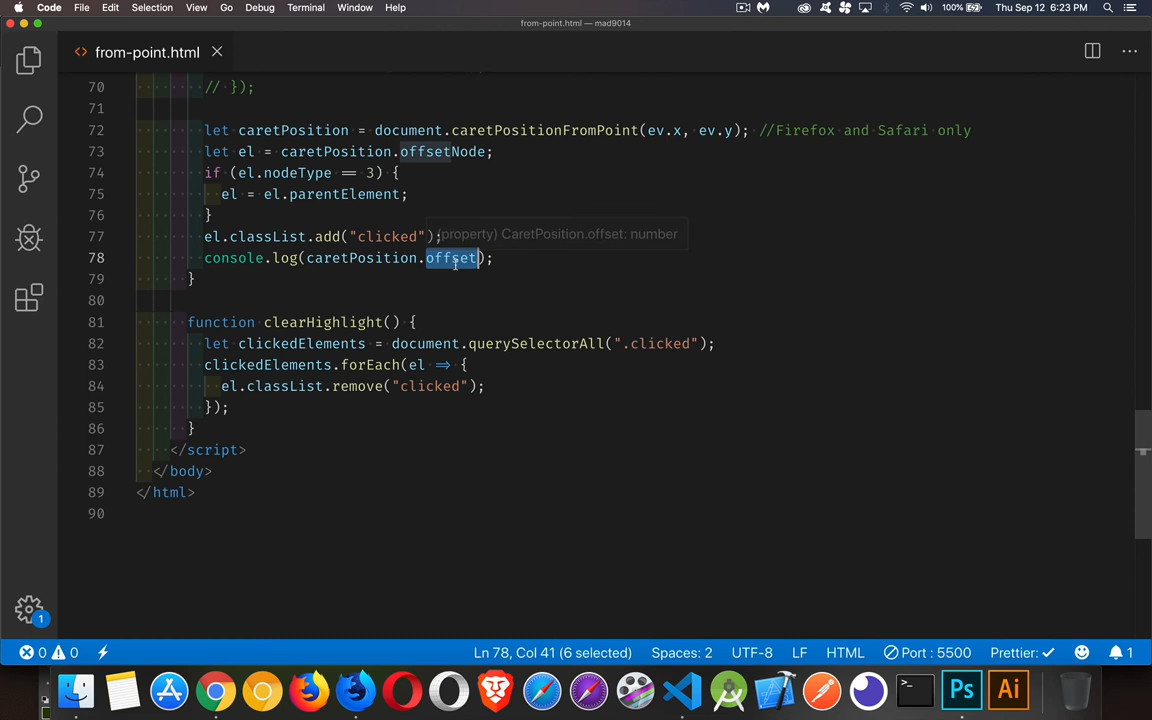 Code File Edit Selection View Go Debug Terminal Window Help 100% Thu Sep 12 6:23 PM
from-point.html — mad9014
<> from-point.html ×
70 // });
71
72 let caretPosition = document.caretPositionFromPoint(ev.x, ev.y); //Firefox and Safari only
73 let el = caretPosition.offsetNode;
74 if (el.nodeType == 3) {
75 el = el.parentElement;
76 }
77 el.classList.add("clicked");
(property) CaretPosition.offset: number
78 console.log(caretPosition.offset);
79 }
80
81 function clearHighlight() {
82 let clickedElements = document.querySelectorAll(".clicked");
83 clickedElements.forEach(el => {
84 el.classList.remove("clicked");
85 });
86 }
87 </script>
88 </body>
89 </html>
90
1
0 0 Ln 78, Col 41 (6 selected) Spaces: 2 UTF-8 LF HTML Port : 5500 Prettier: ✓ 1
>_ Ps Ai